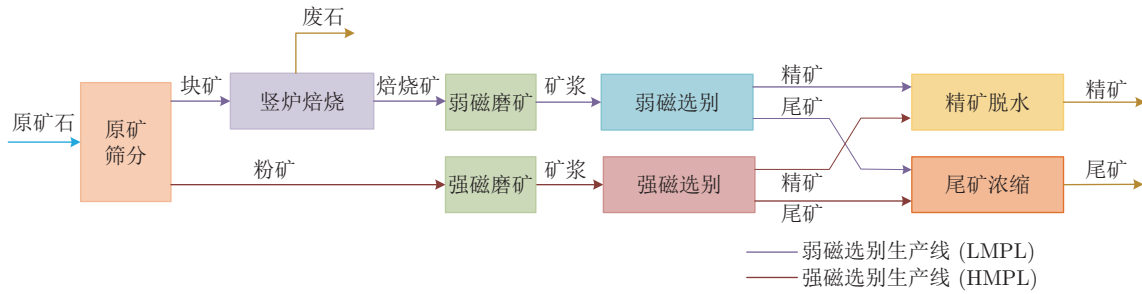 废石
块矿
竖炉焙烧
焙烧矿
弱磁磨矿
矿浆
弱磁选别
精矿
尾矿
精矿脱水
精矿
原矿石
原矿
筛分
粉矿
强磁磨矿
矿浆
强磁选别
精矿
尾矿
尾矿浓缩
尾矿
弱磁选别生产线 (LMPL)
强磁选别生产线 (HMPL)